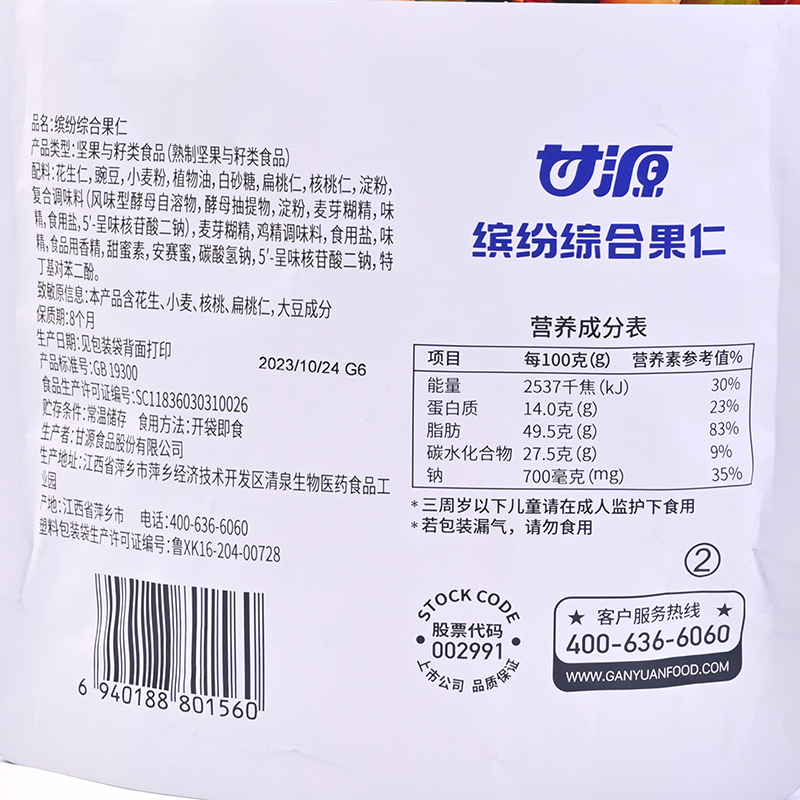 品名:缤纷综合果仁
产品类型:坚果与籽类食品(熟制坚果与籽类食品)
配料:花生仁,豌豆,小麦粉,植物油,白砂糖,扁桃仁,核桃仁,淀粉,
复合调味料(风味型酵母自溶物,酵母抽提物,淀粉,麦芽糊精,味
精,食用盐,5'-呈味核苷酸二钠),麦芽糊精,鸡精调味料,食用盐,味
精,食品用香精,甜蜜素,安赛蜜,碳酸氢钠,5'-呈味核苷酸二钠,特
丁基对苯二酚。
致敏原信息:本产品含花生、小麦、核桃、扁桃仁,大豆成分
保质期:8个月
生产日期:见包装袋背面打印
2023/10/24 G6
产品标准号:GB 19300
食品生产许可证编号:SC11836030310026
贮存条件:常温储存 食用方法:开袋即食
生产者:甘源食品股份有限公司
生产地址:江西省萍乡市萍乡经济技术开发区清泉生物医药食品工
业园
产地:江西省萍乡市 电话:400-636-6060
塑料包装袋生产许可证编号:鲁XK16-204-00728
6 940188 801560
甘源
缤纷综合果仁
营养成分表
项目 每100克(g) 营养素参考值%
能量 2537千焦(kJ) 30%
蛋白质 14.0克(g) 23%
脂肪 49.5克(g) 83%
碳水化合物 27.5克(g) 9%
钠 700毫克(mg) 35%
*三周岁以下儿童请在成人监护下食用
*若包装漏气,请勿食用
②
STOCK CODE
股票代码
002991
上市公司 品质保证
★ 客户服务热线 ★
400-636-6060
WWW.GANYUANFOOD.COM